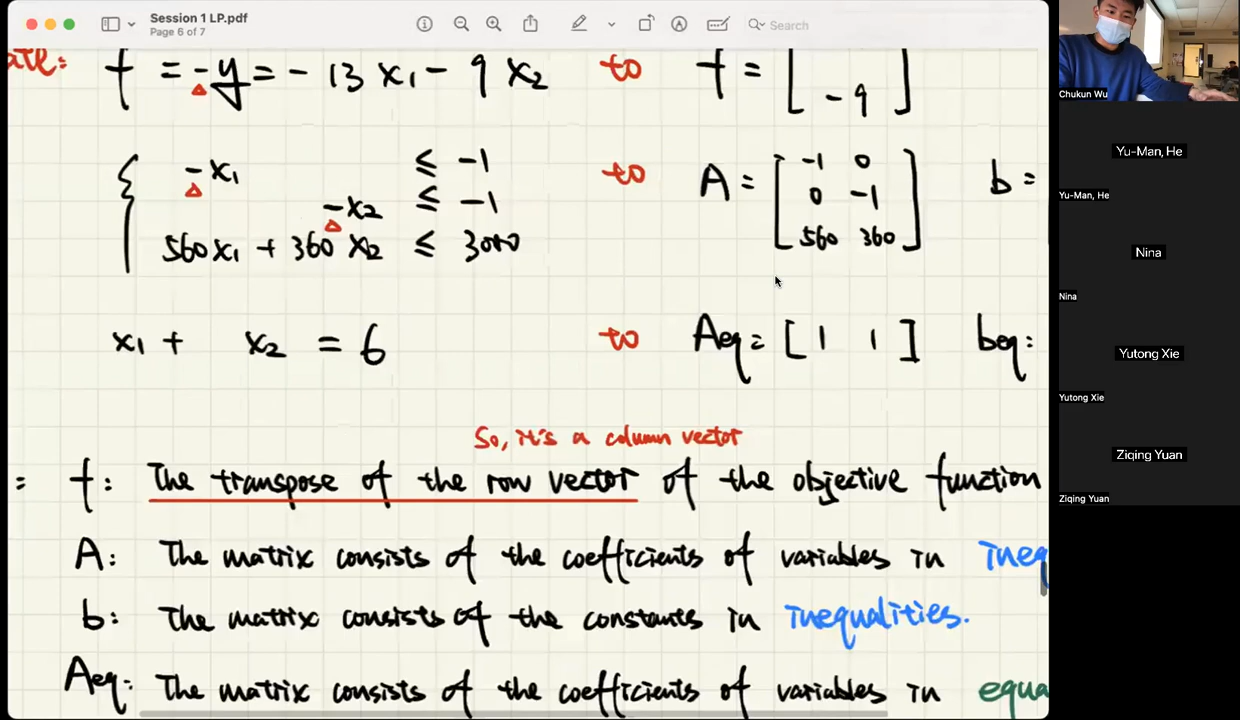 Session 1 LP.pdf
Page 6 of 7
Search
ate: f = -y = - 13 x1 - 9 x2 to f = [ -9 ]
{ -x1 ≤ -1
-x2 ≤ -1
560x1 + 360 x2 ≤ 3000
to A = [ -1 0
0 -1
560 360 ] b =
x1 + x2 = 6 to Aeq = [ 1 1 ] beq:
So, it's a column vector
= f: The transpose of the row vector of the objective function
A: The matrix consists of the coefficients of variables in ineq
b: The matrix consists of the constants in inequalities.
Aeq: The matrix consists of the coefficients of variables in equa
Chukun Wu
Yu-Man, He
Yu-Man, He
Nina
Nina
Yutong Xie
Yutong Xie
Ziqing Yuan
Ziqing Yuan